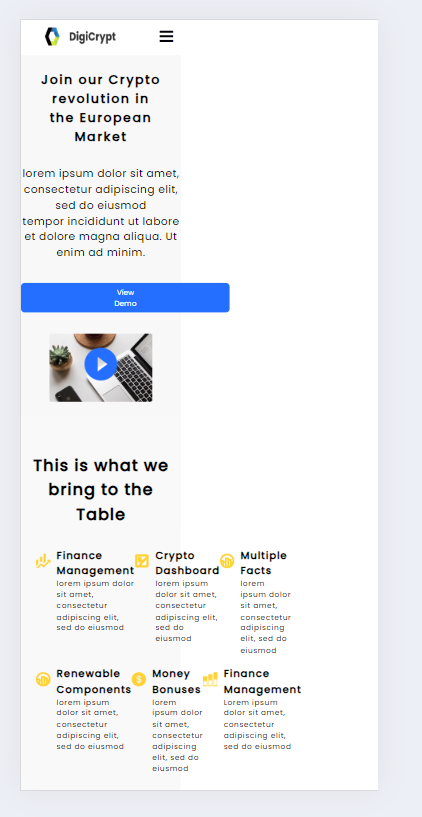 DigiCrypt
Join our Crypto
revolution in
the European
Market
lorem ipsum dolor sit amet,
consectetur adipiscing elit,
sed do eiusmod
tempor incididunt ut labore
et dolore magna aliqua. Ut
enim ad minim.
View
Demo
This is what we
bring to the
Table
Finance
Management
lorem ipsum dolor
sit amet,
consectetur
adipiscing elit,
sed do eiusmod
Crypto
Dashboard
lorem ipsum dolor
sit amet,
consectetur
adipiscing elit,
sed do
eiusmod
Multiple
Facts
lorem
ipsum dolor
sit amet,
consectetur
adipiscing
elit, sed do
eiusmod
Renewable
Components
Lorem ipsum
dolor sit amet,
consectetur
adipiscing elit,
sed do eiusmod
Money
Bonuses
lorem
ipsum dolor
sit amet,
consectetur
adipiscing
elit, sed do
eiusmod
Finance
Management
Lorem ipsum
dolor sit amet,
consectetur
adipiscing elit,
sed do eiusmod